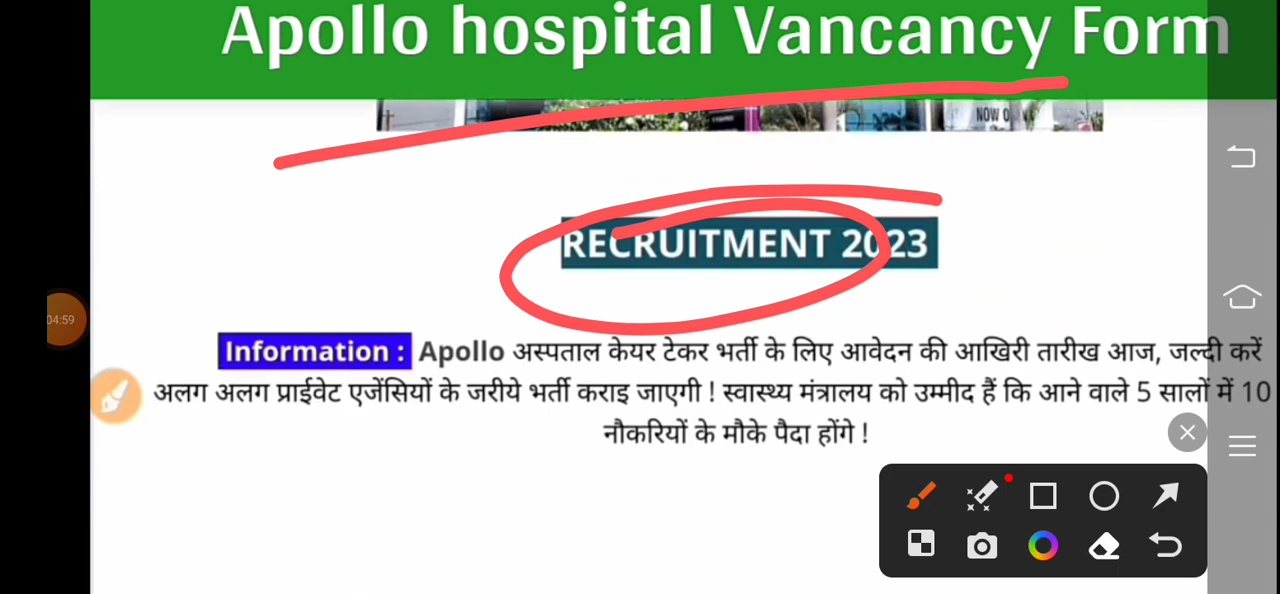 Apollo hospital Vancancy Form
NOW O
RECRUITMENT 2023
Information : Apollo अस्पताल केयर टेकर भर्ती के लिए आवेदन की आखिरी तारीख आज, जल्दी करें
04:59
अलग अलग प्राईवेट एजेंसियों के जरीये भर्ती कराइ जाएगी ! स्वास्थ्य मंत्रालय को उम्मीद हैं कि आने वाले 5 सालों में 10
नौकरियों के मौके पैदा होंगे !